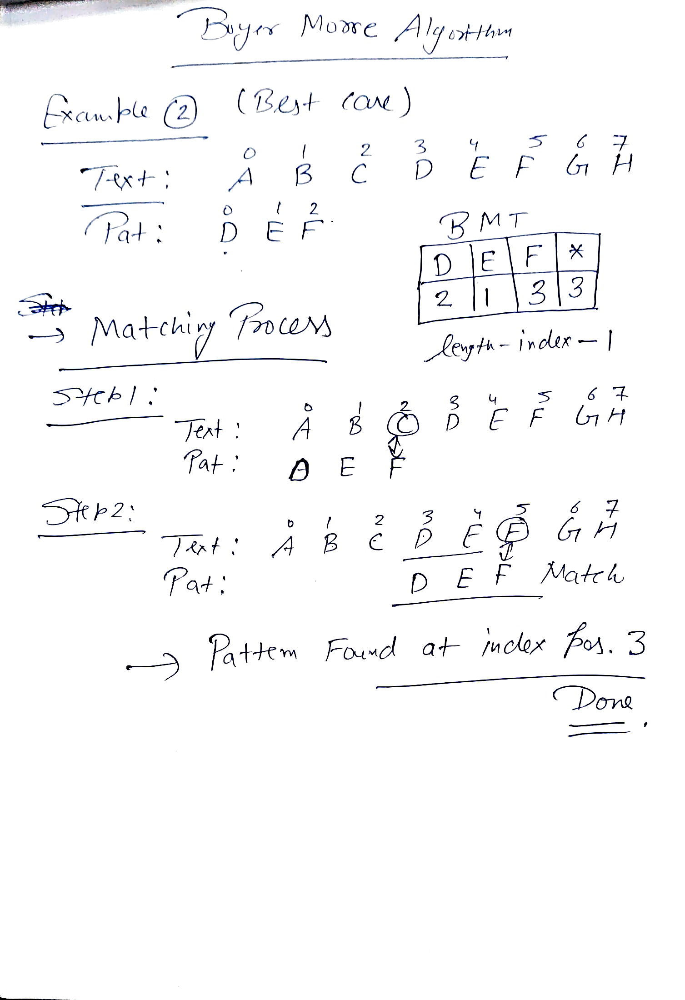 Boyer Moore Algorithm
Example ② (Best Case)
0 1 2 3 4 5 6 7
Text: A B C D E F G H
0 1 2
Pat: D E F
BMT
D E F *
2 1 3 3
length - index - 1
→ Matching Process
Step 1:
0 1 2 3 4 5 6 7
Text: A B C D E F G H
Pat: D E F
Step 2:
0 1 2 3 4 5 6 7
Text: A B C D E F G H
Pat: D E F Match
→ Pattern Found at index pos. 3
Done.